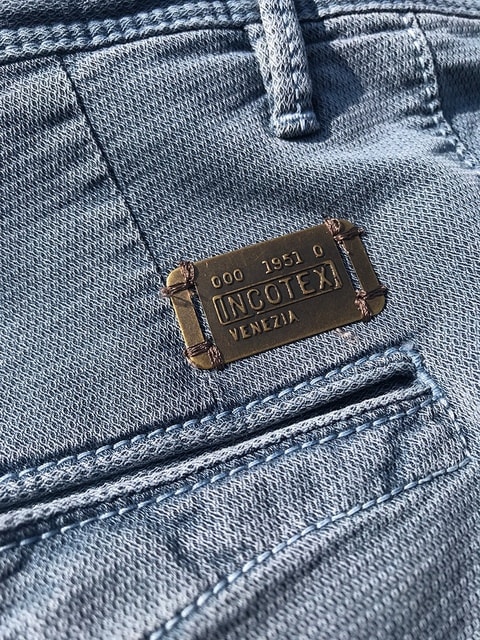 000 1951 0
INCOTEX
VENEZIA